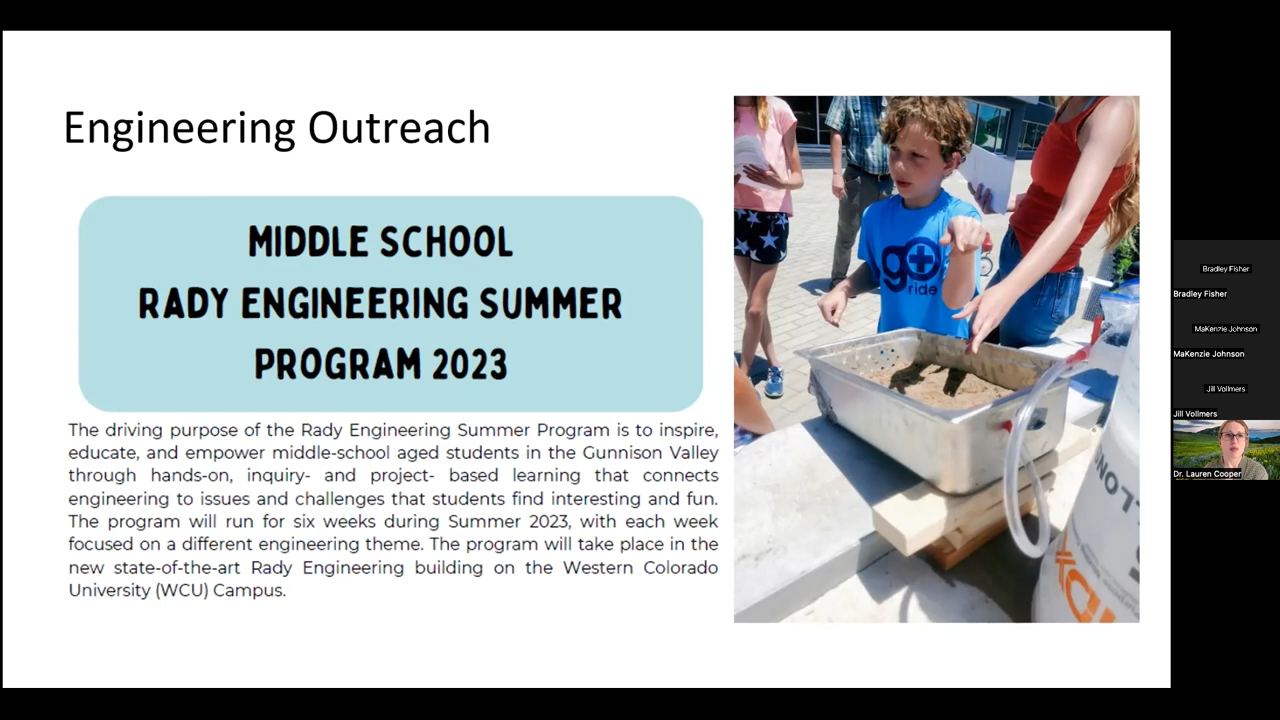 Engineering Outreach
MIDDLE SCHOOL
RADY ENGINEERING SUMMER
PROGRAM 2023
The driving purpose of the Rady Engineering Summer Program is to inspire,
educate, and empower middle-school aged students in the Gunnison Valley
through hands-on, inquiry- and project- based learning that connects
engineering to issues and challenges that students find interesting and fun.
The program will run for six weeks during Summer 2023, with each week
focused on a different engineering theme. The program will take place in the
new state-of-the-art Rady Engineering building on the Western Colorado
University (WCU) Campus.
go
ride
Bradley Fisher
Bradley Fisher
MaKenzie Johnson
MaKenzie Johnson
Jill Vollmers
Jill Vollmers
Dr. Lauren Cooper